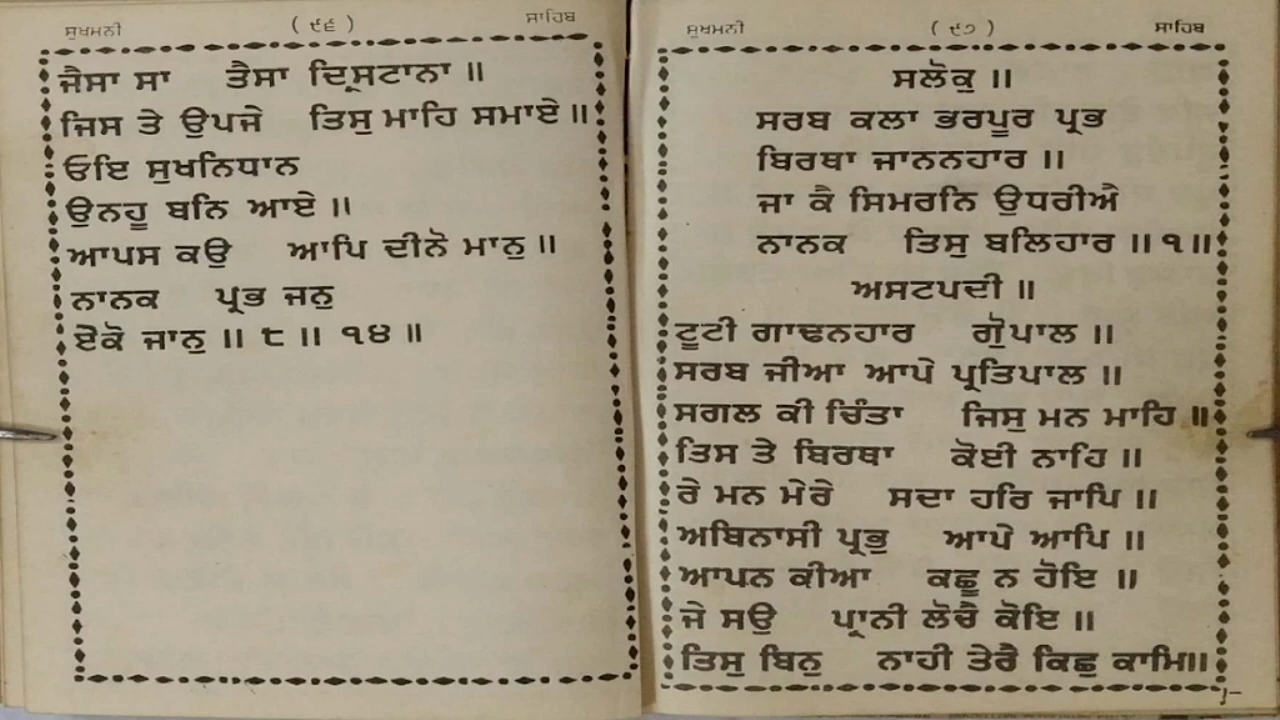 ਸੁਖਮਨੀ ( ੯੬ ) ਸਾਹਿਬ
ਜੈਸਾ ਸਾ ਤੈਸਾ ਦ੍ਰਿਸਟਾਨਾ ॥
ਜਿਸ ਤੇ ਉਪਜੇ ਤਿਸੁ ਮਾਹਿ ਸਮਾਏ ॥
ਓਇ ਸੁਖਨਿਧਾਨ
ਉਨਹੂ ਬਨਿ ਆਏ ॥
ਆਪਸ ਕਉ ਆਪਿ ਦੀਨੋ ਮਾਨੁ ॥
ਨਾਨਕ ਪ੍ਰਭ ਜਨੁ
ਏਕੋ ਜਾਨੁ ॥ ੮ ॥ ੧੪ ॥
ਸੁਖਮਨੀ ( ੯੭ ) ਸਾਹਿਬ
ਸਲੋਕੁ ॥
ਸਰਬ ਕਲਾ ਭਰਪੂਰ ਪ੍ਰਭ
ਬਿਰਥਾ ਜਾਨਨਹਾਰ ॥
ਜਾ ਕੈ ਸਿਮਰਨਿ ਉਧਰੀਐ
ਨਾਨਕ ਤਿਸੁ ਬਲਿਹਾਰ ॥ ੧ ॥
ਅਸਟਪਦੀ ॥
ਟੂਟੀ ਗਾਢਨਹਾਰ ਗੋੁਪਾਲ ॥
ਸਰਬ ਜੀਆ ਆਪੇ ਪ੍ਰਤਿਪਾਲ ॥
ਸਗਲ ਕੀ ਚਿੰਤਾ ਜਿਸੁ ਮਨ ਮਾਹਿ ॥
ਤਿਸ ਤੇ ਬਿਰਥਾ ਕੋਈ ਨਾਹਿ ॥
ਰੇ ਮਨ ਮੇਰੇ ਸਦਾ ਹਰਿ ਜਾਪਿ ॥
ਅਬਿਨਾਸੀ ਪ੍ਰਭੁ ਆਪੇ ਆਪਿ ॥
ਆਪਨ ਕੀਆ ਕਛੂ ਨ ਹੋਇ ॥
ਜੇ ਸਉ ਪ੍ਰਾਨੀ ਲੋਚੈ ਕੋਇ ॥
ਤਿਸੁ ਬਿਨੁ ਨਾਹੀ ਤੇਰੈ ਕਿਛੁ ਕਾਮਿ॥